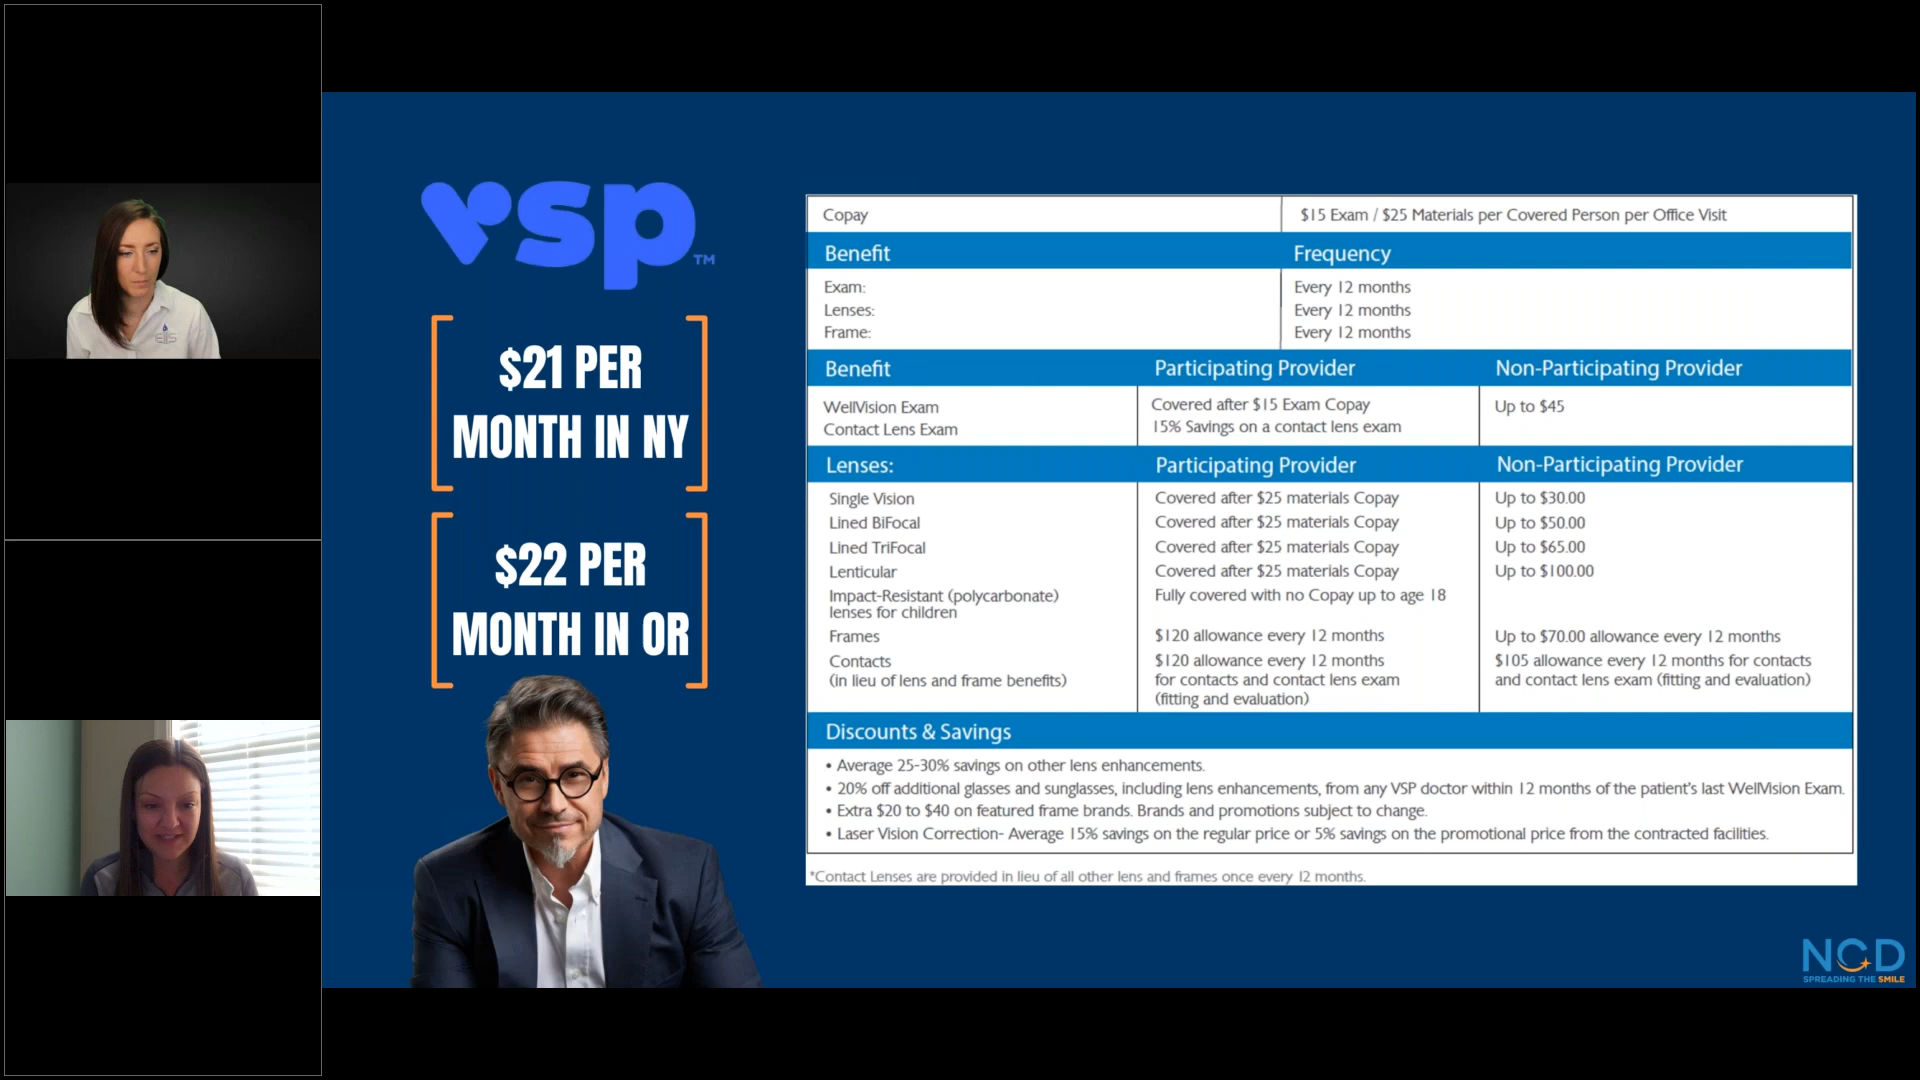 vsp™
$21 PER
MONTH IN NY
$22 PER
MONTH IN OR
Copay $15 Exam / $25 Materials per Covered Person per Office Visit
Benefit Frequency
Exam: Every 12 months
Lenses: Every 12 months
Frame: Every 12 months
Benefit Participating Provider Non-Participating Provider
WellVision Exam Covered after $15 Exam Copay Up to $45
Contact Lens Exam 15% Savings on a contact lens exam
Lenses: Participating Provider Non-Participating Provider
Single Vision Covered after $25 materials Copay Up to $30.00
Lined BiFocal Covered after $25 materials Copay Up to $50.00
Lined TriFocal Covered after $25 materials Copay Up to $65.00
Lenticular Covered after $25 materials Copay Up to $100.00
Impact-Resistant (polycarbonate) Fully covered with no Copay up to age 18
lenses for children
Frames $120 allowance every 12 months Up to $70.00 allowance every 12 months
Contacts $120 allowance every 12 months $105 allowance every 12 months for contacts
(in lieu of lens and frame benefits) for contacts and contact lens exam and contact lens exam (fitting and evaluation)
(fitting and evaluation)
Discounts & Savings
• Average 25-30% savings on other lens enhancements.
• 20% off additional glasses and sunglasses, including lens enhancements, from any VSP doctor within 12 months of the patient's last WellVision Exam.
• Extra $20 to $40 on featured frame brands. Brands and promotions subject to change.
• Laser Vision Correction- Average 15% savings on the regular price or 5% savings on the promotional price from the contracted facilities.
*Contact Lenses are provided in lieu of all other lens and frames once every 12 months.
NCD
SPREADING THE SMILE